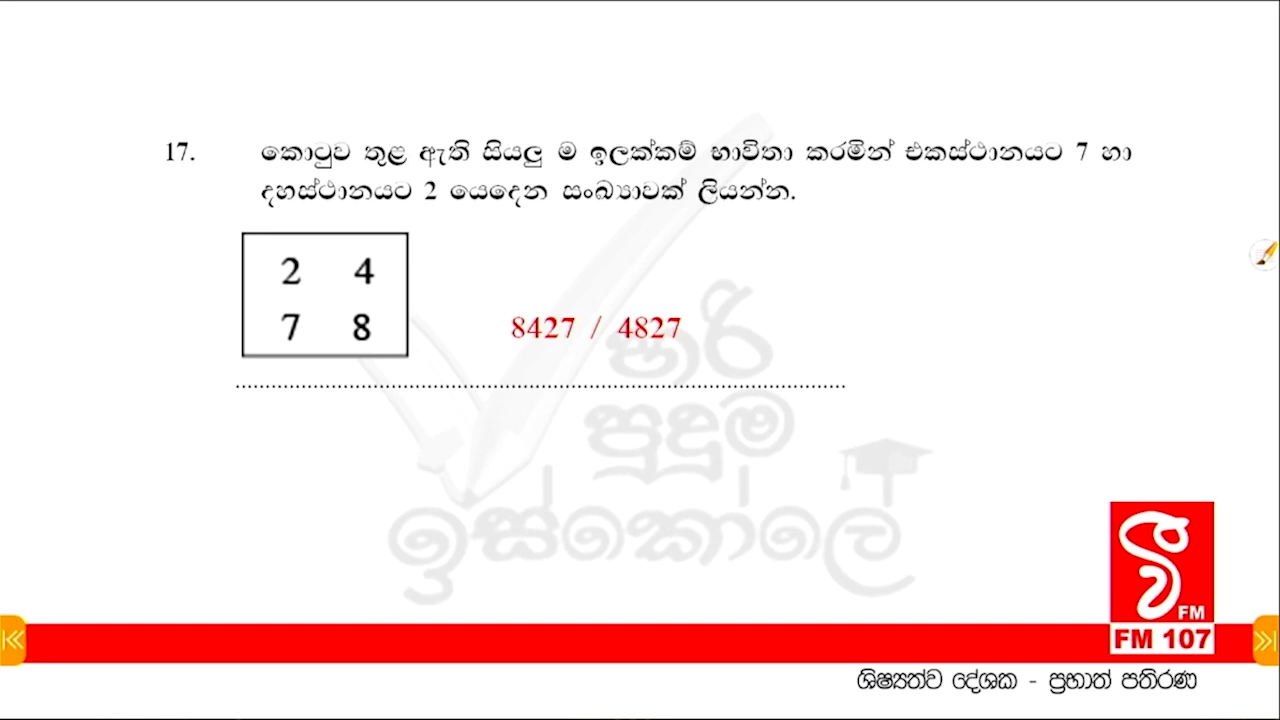 17. කොටුව තුළ ඇති සියලු ම ඉලක්කම් භාවිතා කරමින් එකස්ථානයට 7 හා
දහස්ථානයට 2 යෙදෙන සංඛ්‍යාවක් ලියන්න.
2 4
7 8
8427 / 4827
හරි
පුදුම
ඉස්කෝලේ
වී
FM
FM 107
ශිෂ්‍යත්ව දේශක - ප්‍රභාත් පතිරණ